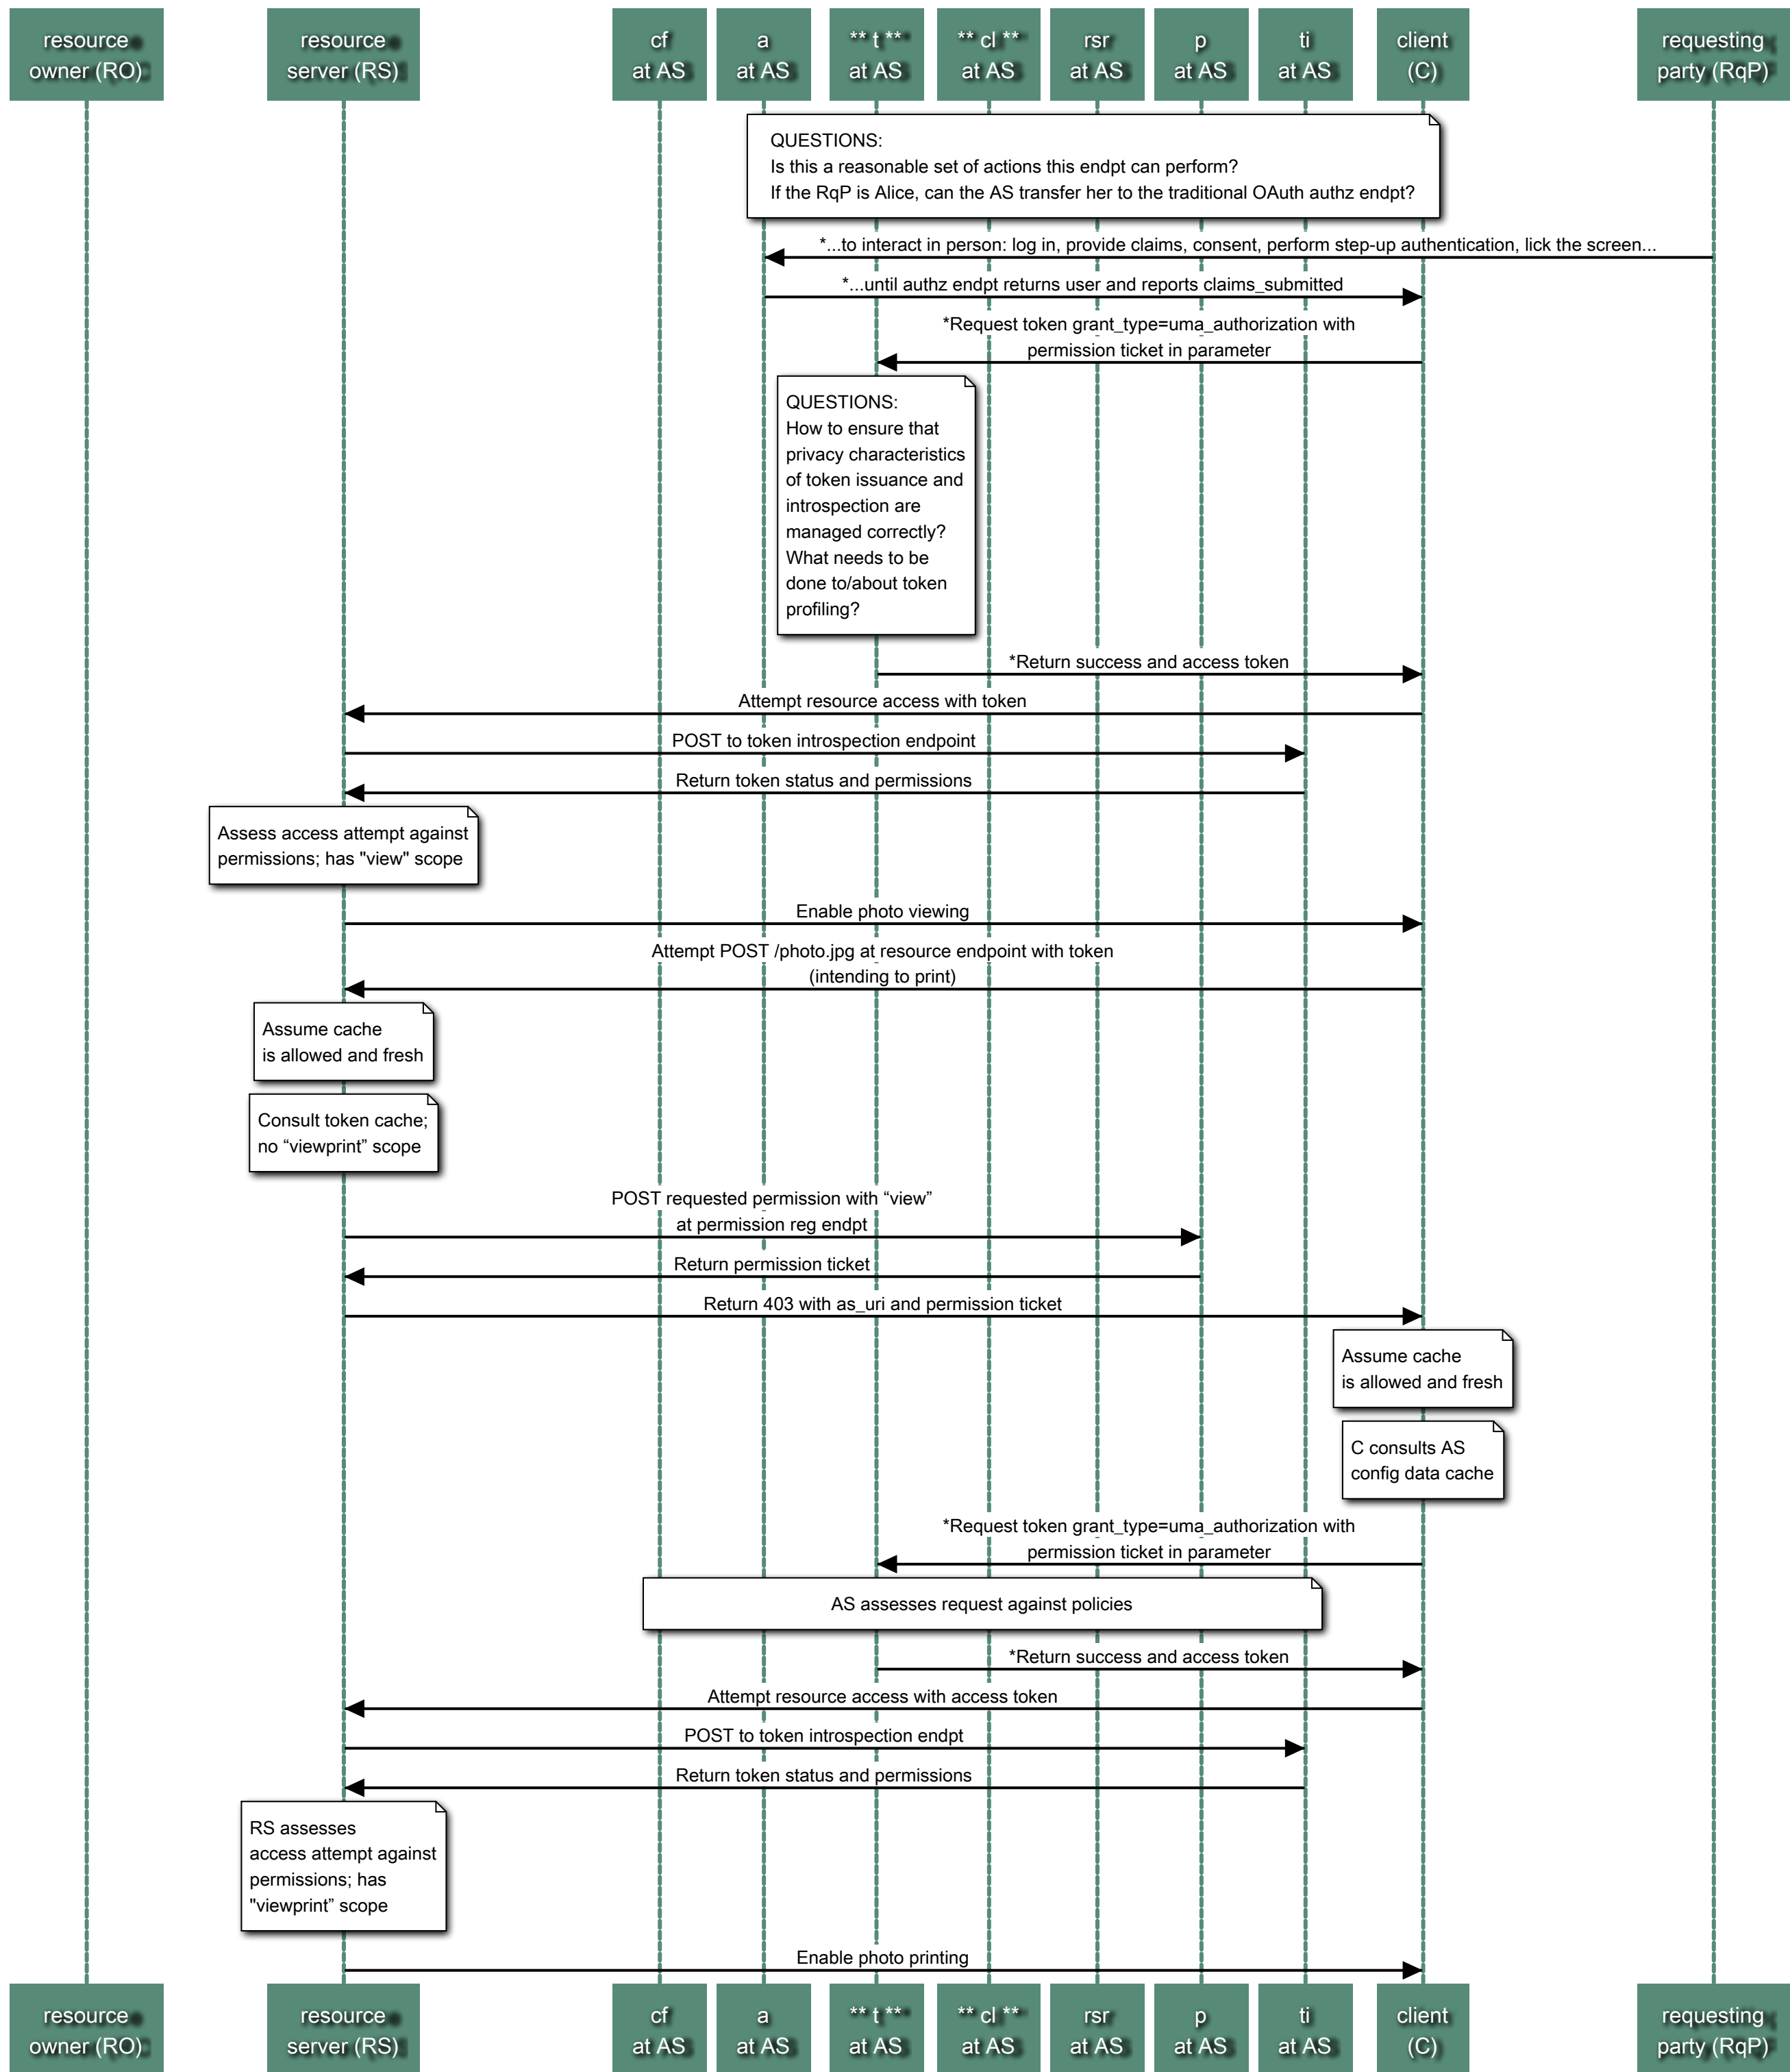 resource
owner (RO)
resource
server (RS)
cf
at AS
a
at AS
** t **
at AS
** cl **
at AS
rsr
at AS
p
at AS
ti
at AS
client
(C)
requesting
party (RqP)
QUESTIONS:
Is this a reasonable set of actions this endpt can perform?
If the RqP is Alice, can the AS transfer her to the traditional OAuth authz endpt?
*...to interact in person: log in, provide claims, consent, perform step-up authentication, lick the screen...
*...until authz endpt returns user and reports claims_submitted
*Request token grant_type=uma_authorization with
permission ticket in parameter
QUESTIONS:
How to ensure that
privacy characteristics
of token issuance and
introspection are
managed correctly?
What needs to be
done to/about token
profiling?
*Return success and access token
Attempt resource access with token
POST to token introspection endpoint
Return token status and permissions
Assess access attempt against
permissions; has "view" scope
Enable photo viewing
Attempt POST /photo.jpg at resource endpoint with token
(intending to print)
Assume cache
is allowed and fresh
Consult token cache;
no “viewprint” scope
POST requested permission with “view”
at permission reg endpt
Return permission ticket
Return 403 with as_uri and permission ticket
Assume cache
is allowed and fresh
C consults AS
config data cache
*Request token grant_type=uma_authorization with
permission ticket in parameter
AS assesses request against policies
*Return success and access token
Attempt resource access with access token
POST to token introspection endpt
Return token status and permissions
RS assesses
access attempt against
permissions; has
"viewprint” scope
Enable photo printing
resource
owner (RO)
resource
server (RS)
cf
at AS
a
at AS
** t **
at AS
** cl **
at AS
rsr
at AS
p
at AS
ti
at AS
client
(C)
requesting
party (RqP)